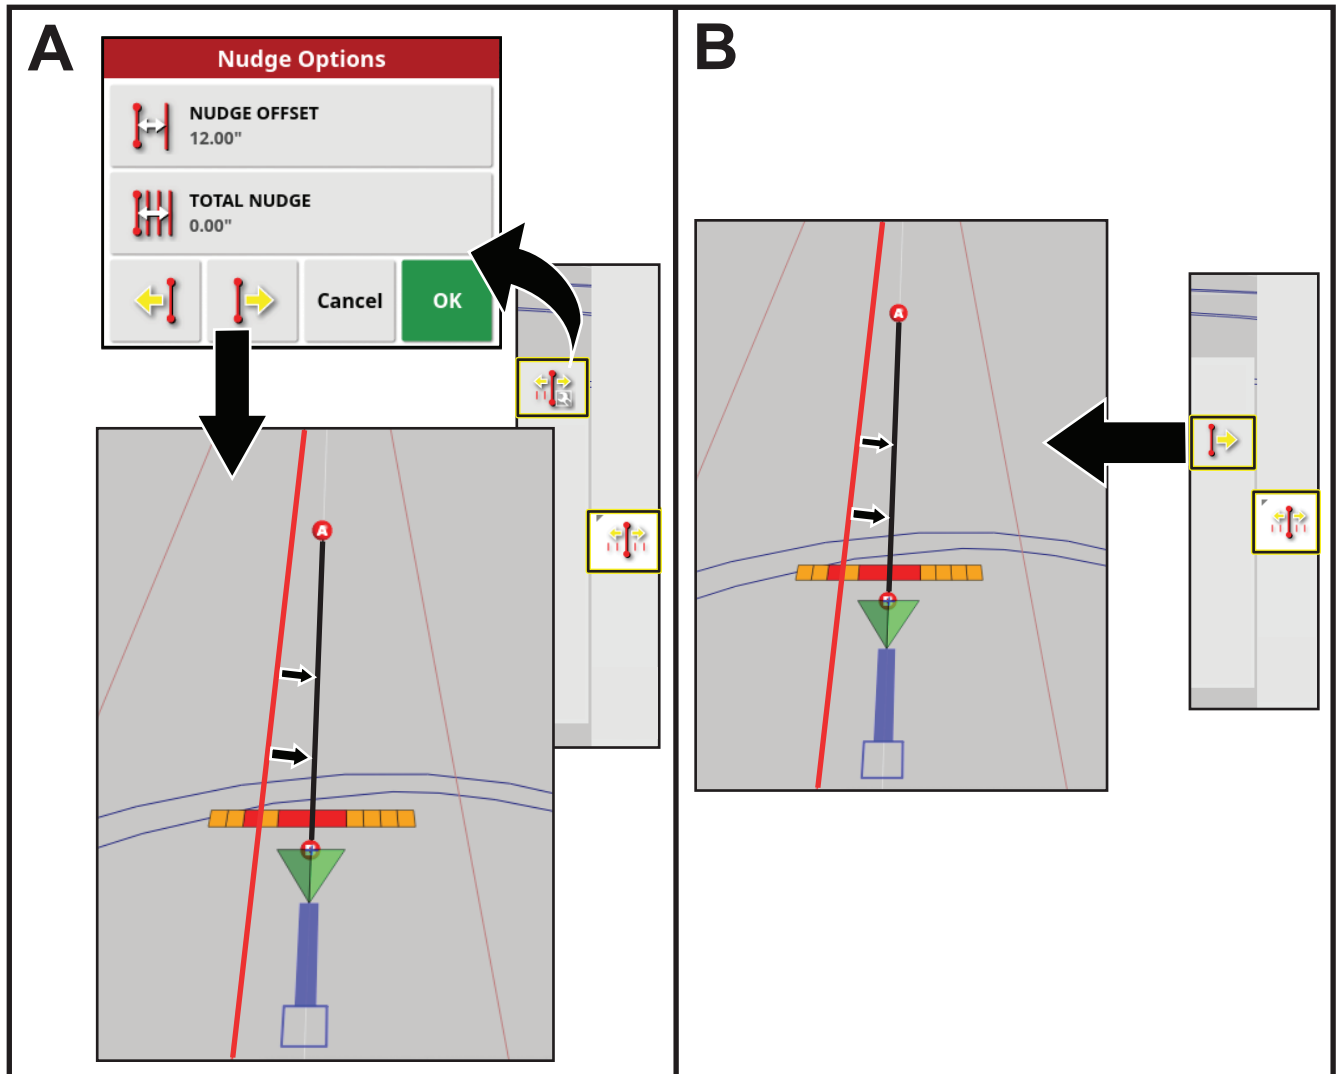 A
Nudge Options
NUDGE OFFSET
12.00"
TOTAL NUDGE
0.00"
Cancel
OK
A
B
A